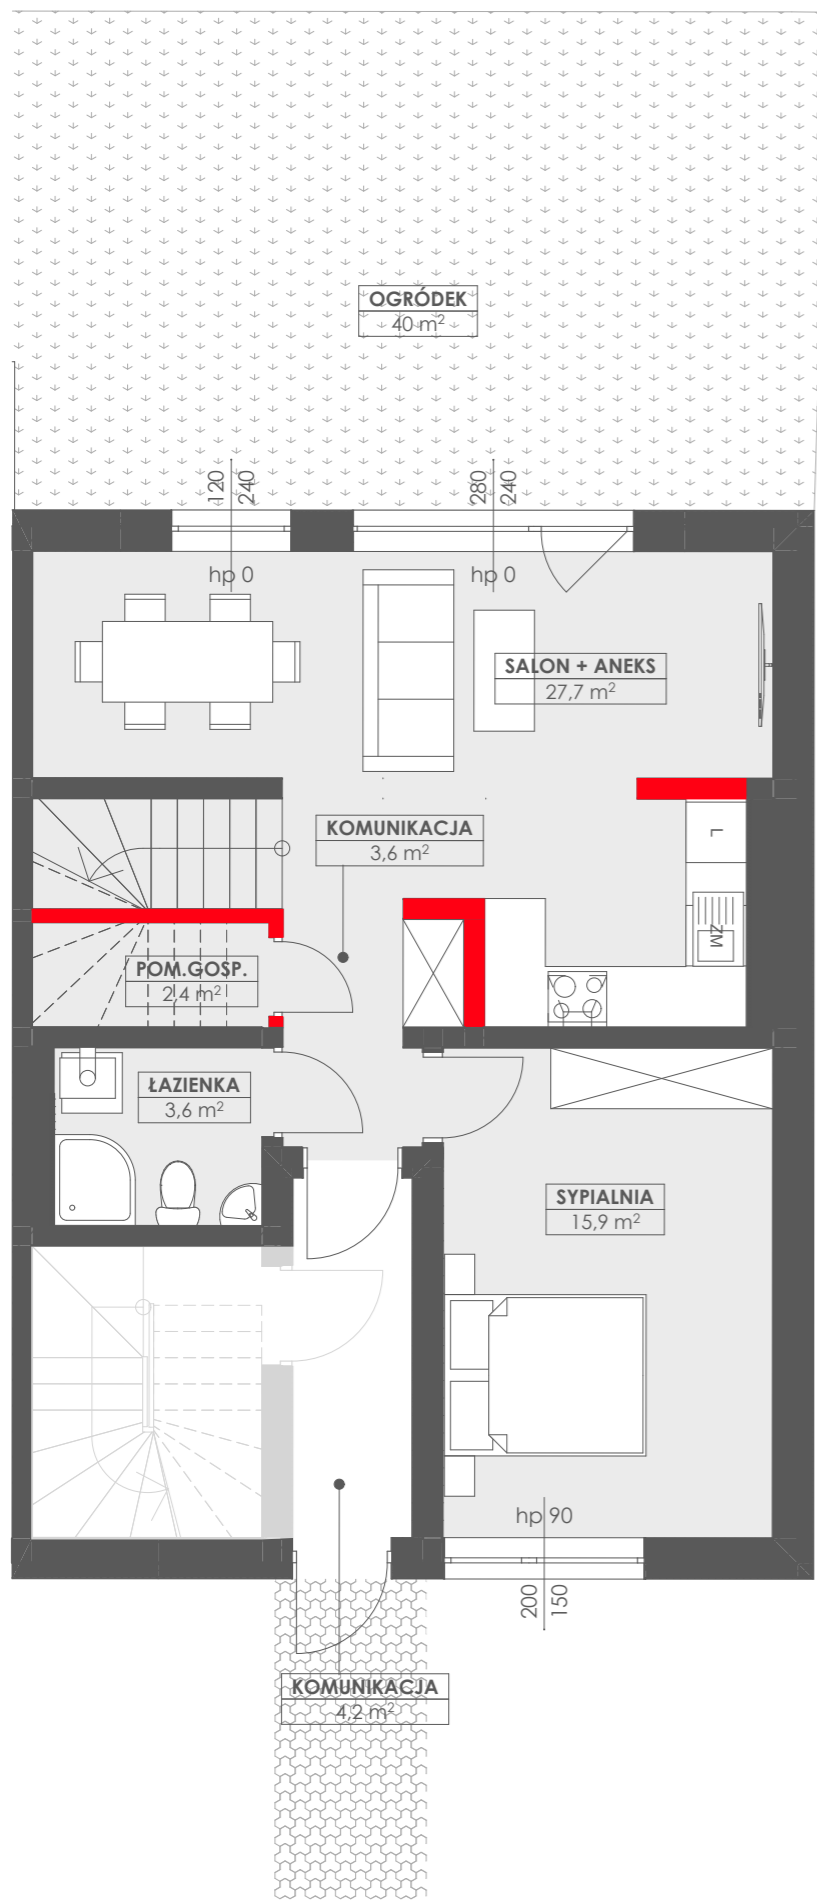 OGRÓDEK
40 m²
120
240
280
240
hp 0
hp 0
SALON + ANEKS
27,7 m²
KOMUNIKACJA
3,6 m²
L
ZM
POM.GOSP.
2,4 m²
ŁAZIENKA
3,6 m²
SYPIALNIA
15,9 m²
hp 90
200
150
KOMUNIKACJA
4,2 m²